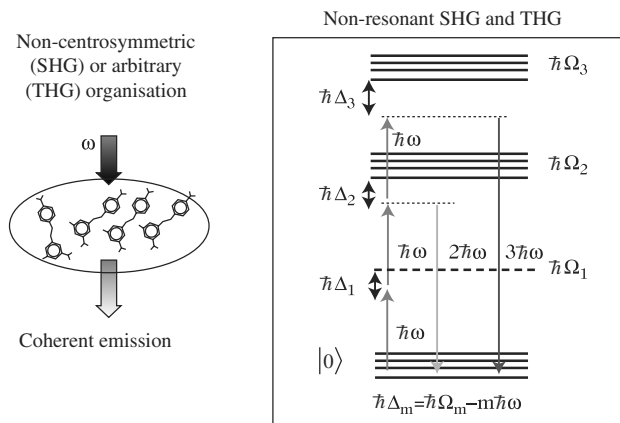 Non-resonant SHG and THG
Non-centrosymmetric
(SHG) or arbitrary
(THG) organisation
ω
Coherent emission
ℏΩ₃
ℏΔ₃
ℏω
ℏΩ₂
ℏΔ₂
ℏω 2ℏω 3ℏω
ℏΩ₁
ℏΔ₁
ℏω
|0⟩
ℏΔₘ=ℏΩₘ−mℏω